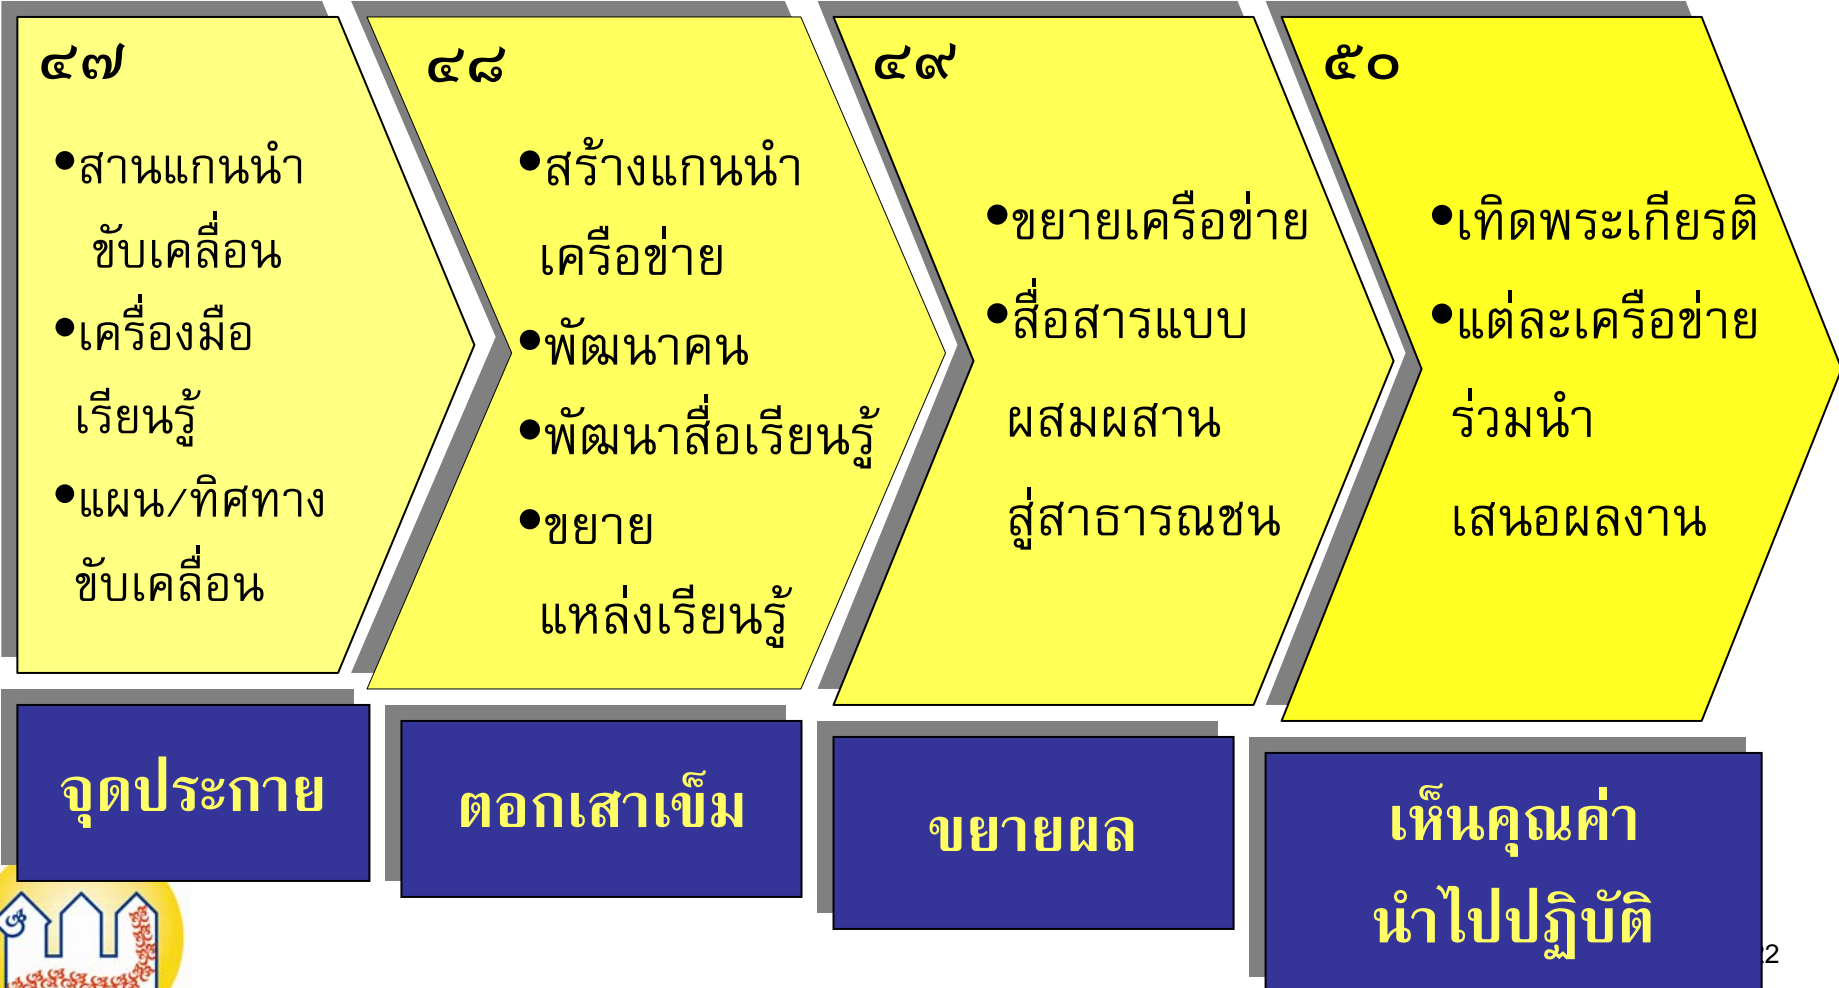 ๔๗
•สานแกนนำ
ขับเคลื่อน
•เครื่องมือ
เรียนรู้
•แผน/ทิศทาง
ขับเคลื่อน
๔๘
•สร้างแกนนำ
เครือข่าย
•พัฒนาคน
•พัฒนาสื่อเรียนรู้
•ขยาย
แหล่งเรียนรู้
๔๙
•ขยายเครือข่าย
•สื่อสารแบบ
ผสมผสาน
สู่สาธารณชน
๕๐
•เทิดพระเกียรติ
•แต่ละเครือข่าย
ร่วมนำ
เสนอผลงาน
จุดประกาย
ตอกเสาเข็ม
ขยายผล
เห็นคุณค่า
นำไปปฏิบัติ